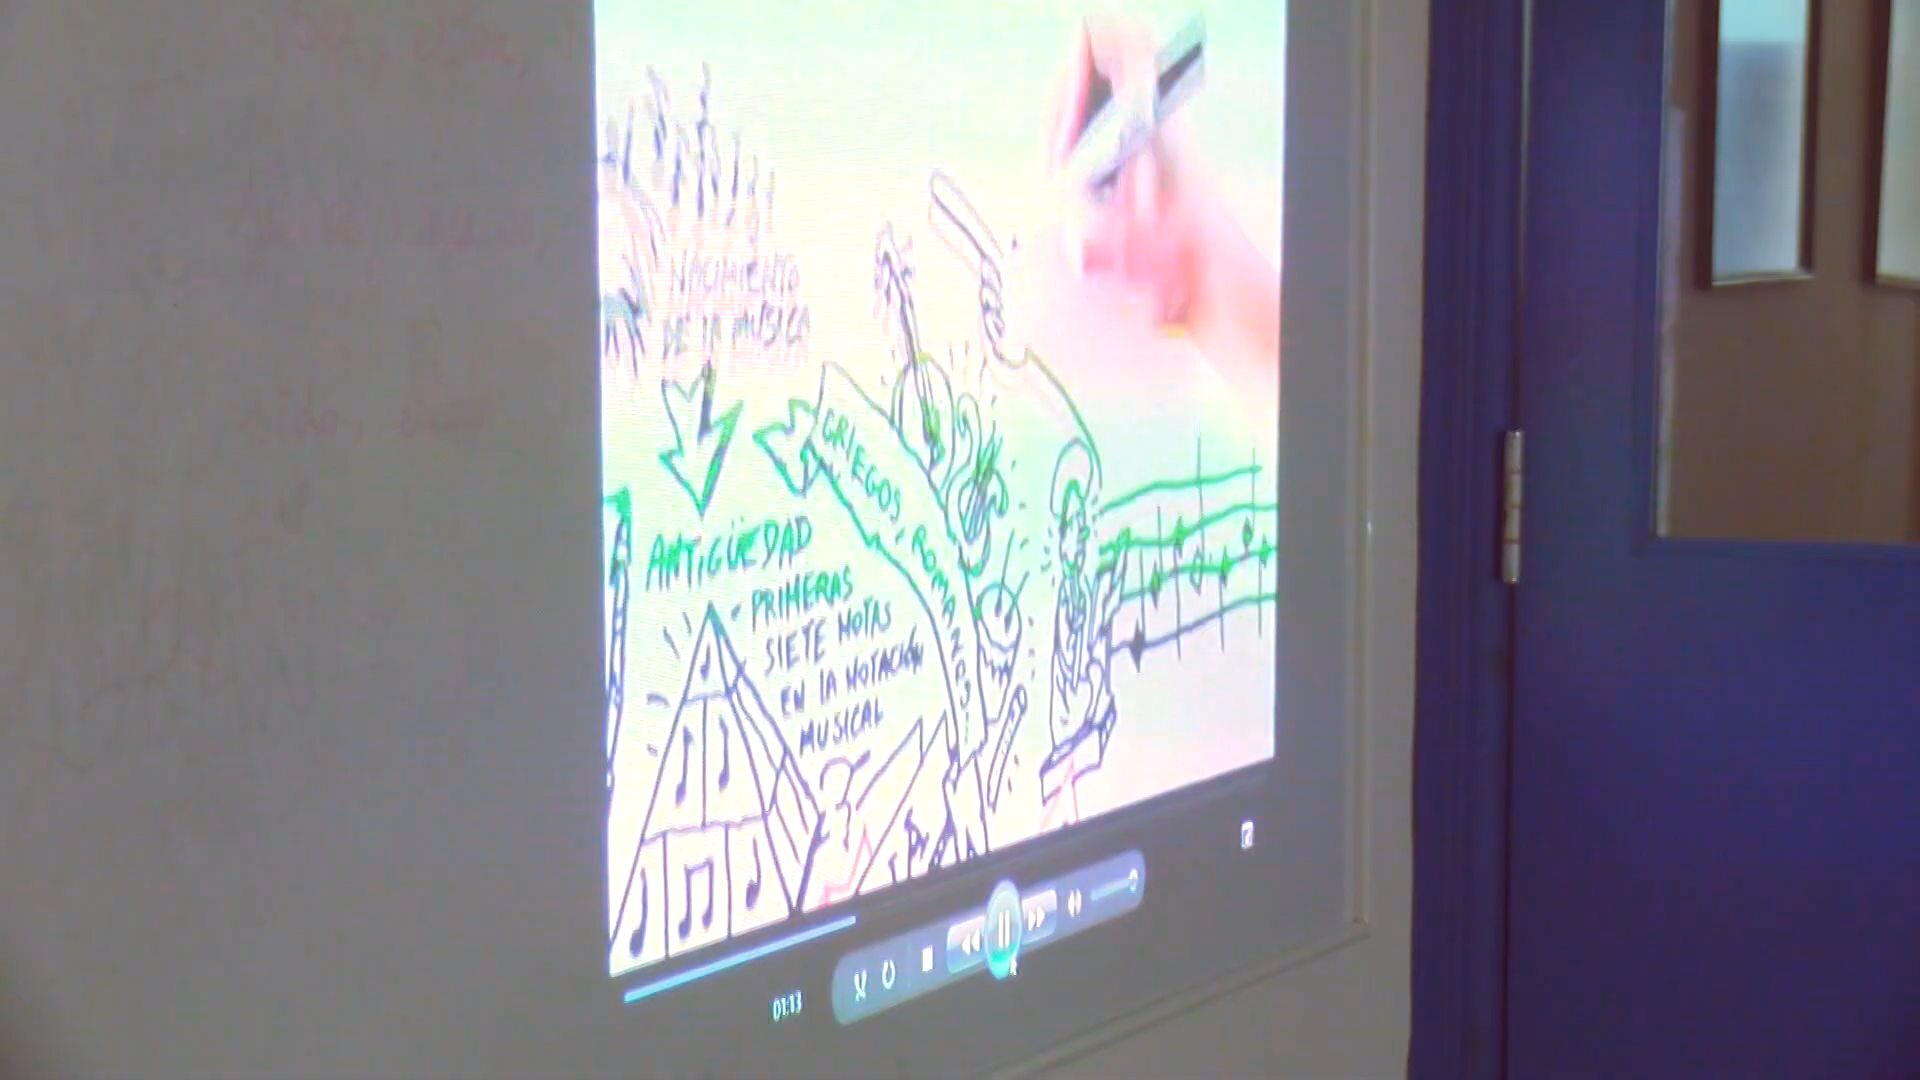 NACIMIENTO
DE LA MÚSICA
GRIEGOS, ROMANOS...
ANTIGÜEDAD
- PRIMERAS
SIETE NOTAS
EN LA NOTACIÓN
MUSICAL
01:13